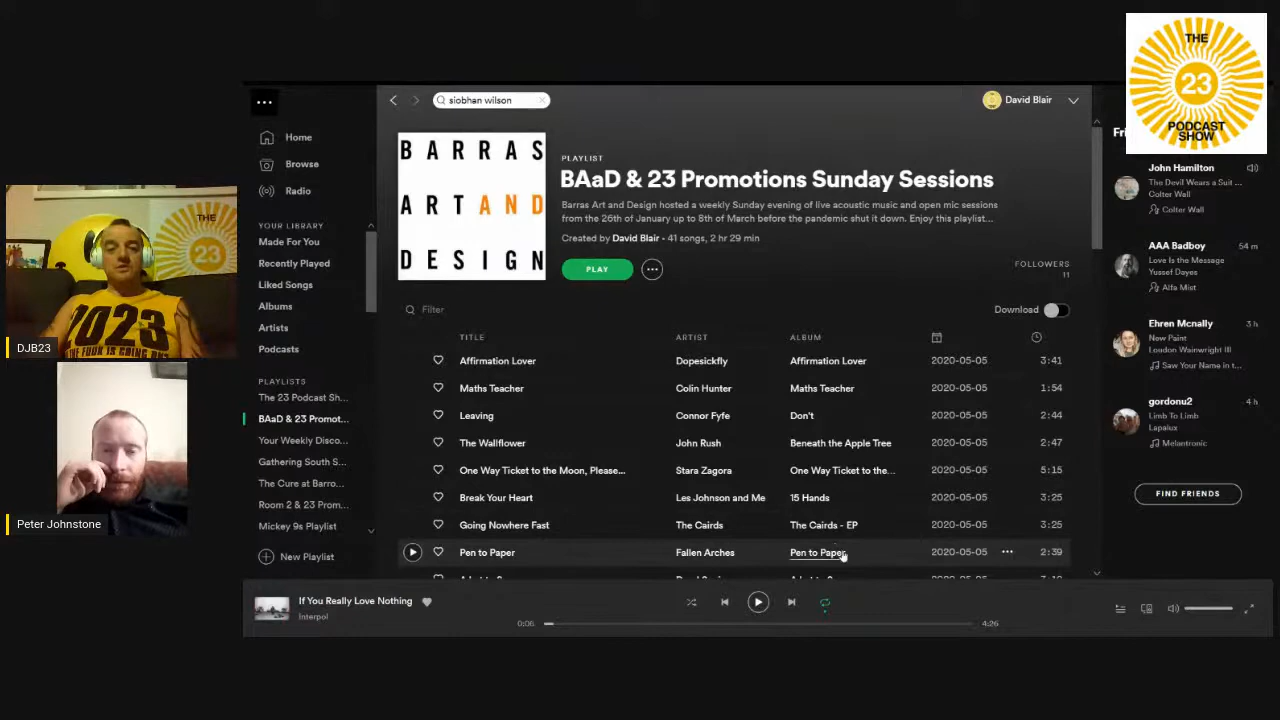 THE
23
PODCAST
SHOW
siobhan wilson
David Blair
Home
Browse
Radio
YOUR LIBRARY
Made For You
Recently Played
Liked Songs
Albums
Artists
Podcasts
PLAYLISTS
The 23 Podcast Sh...
BAaD & 23 Promot...
Your Weekly Disco...
Gathering South S...
The Cure at Barro...
Room 2 & 23 Prom...
Mickey 9s Playlist
New Playlist
BARRAS
ARTAND
DESIGN
PLAYLIST
BAaD & 23 Promotions Sunday Sessions
Barras Art and Design hosted a weekly Sunday evening of live acoustic music and open mic sessions
from the 26th of January up to 8th of March before the pandemic shut it down. Enjoy this playlist...
Created by David Blair • 41 songs, 2 hr 29 min
PLAY
FOLLOWERS
11
Filter
Download
TITLE ARTIST ALBUM
Affirmation Lover Dopesickfly Affirmation Lover 2020-05-05 3:41
Maths Teacher Colin Hunter Maths Teacher 2020-05-05 1:54
Leaving Connor Fyfe Don't 2020-05-05 2:44
The Wallflower John Rush Beneath the Apple Tree 2020-05-05 2:47
One Way Ticket to the Moon, Please... Stara Zagora One Way Ticket to the... 2020-05-05 5:15
Break Your Heart Les Johnson and Me 15 Hands 2020-05-05 3:25
Going Nowhere Fast The Cairds The Cairds - EP 2020-05-05 3:25
Pen to Paper Fallen Arches Pen to Paper 2020-05-05 2:39
John Hamilton
The Devil Wears a Suit ...
Colter Wall
AAA Badboy 54 m
Love Is the Message
Yussef Dayes
Alfa Mist
Ehren Mcnally 3 h
New Paint
Loudon Wainwright III
Saw Your Name in t...
gordonu2 4 h
Limb To Limb
Lapalux
Melantronic
FIND FRIENDS
THE
23
1023
DJB23
Peter Johnstone
If You Really Love Nothing
Interpol
0:06
4:26